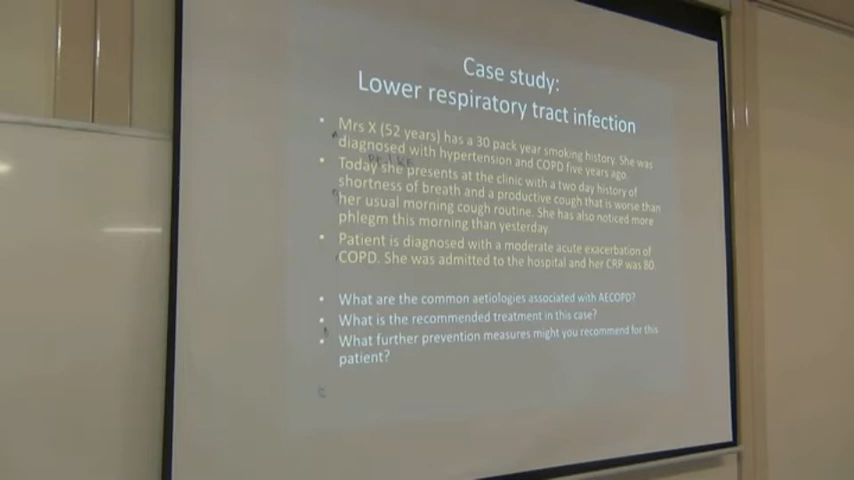 Case study:
Lower respiratory tract infection
• Mrs X (52 years) has a 30 pack year smoking history. She was
diagnosed with hypertension and COPD five years ago.
• Today she presents at the clinic with a two day history of
shortness of breath and a productive cough that is worse than
her usual morning cough routine. She has also noticed more
phlegm this morning than yesterday.
• Patient is diagnosed with a moderate acute exacerbation of
COPD. She was admitted to the hospital and her CRP was 80.
• What are the common aetiologies associated with AECOPD?
• What is the recommended treatment in this case?
• What further prevention measures might you recommend for this
patient?